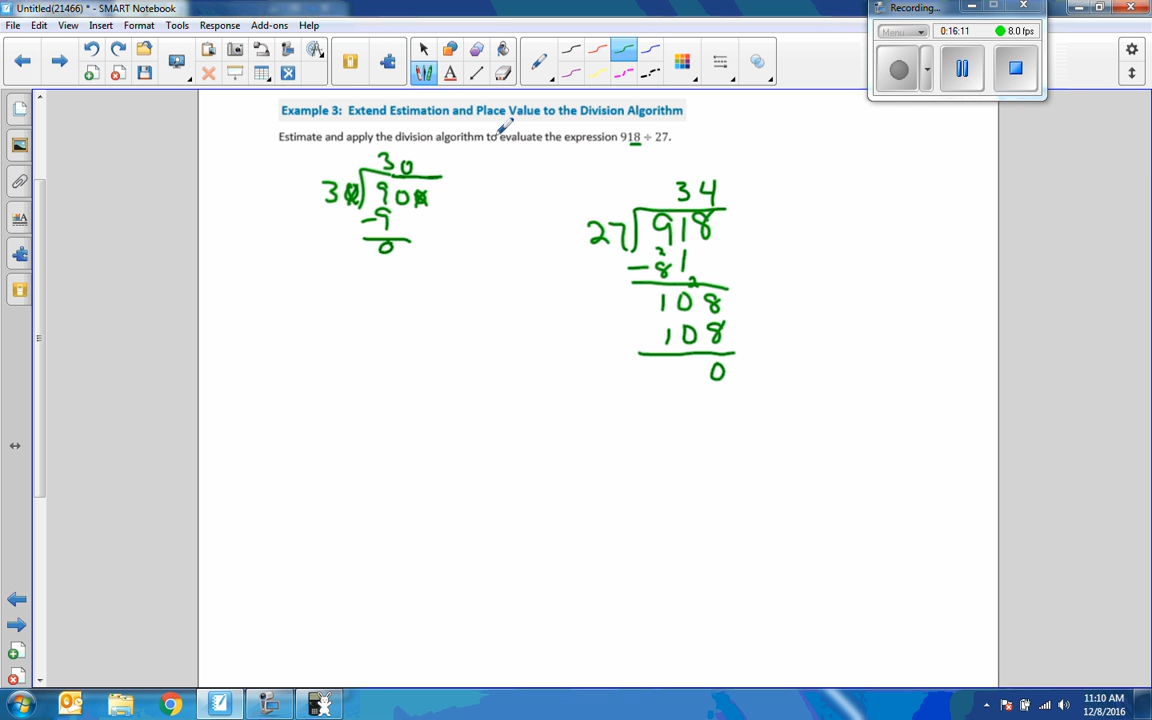 Untitled(21466) * - SMART Notebook
Recording...
File Edit View Insert Format Tools Response Add-ons Help
Menu 0:16:11 8.0 fps
Example 3: Extend Estimation and Place Value to the Division Algorithm
Estimate and apply the division algorithm to evaluate the expression 918 ÷ 27.
30
30 900
-9
0
34
27 918
2
- 81
2
108
108
0
11:10 AM
12/8/2016